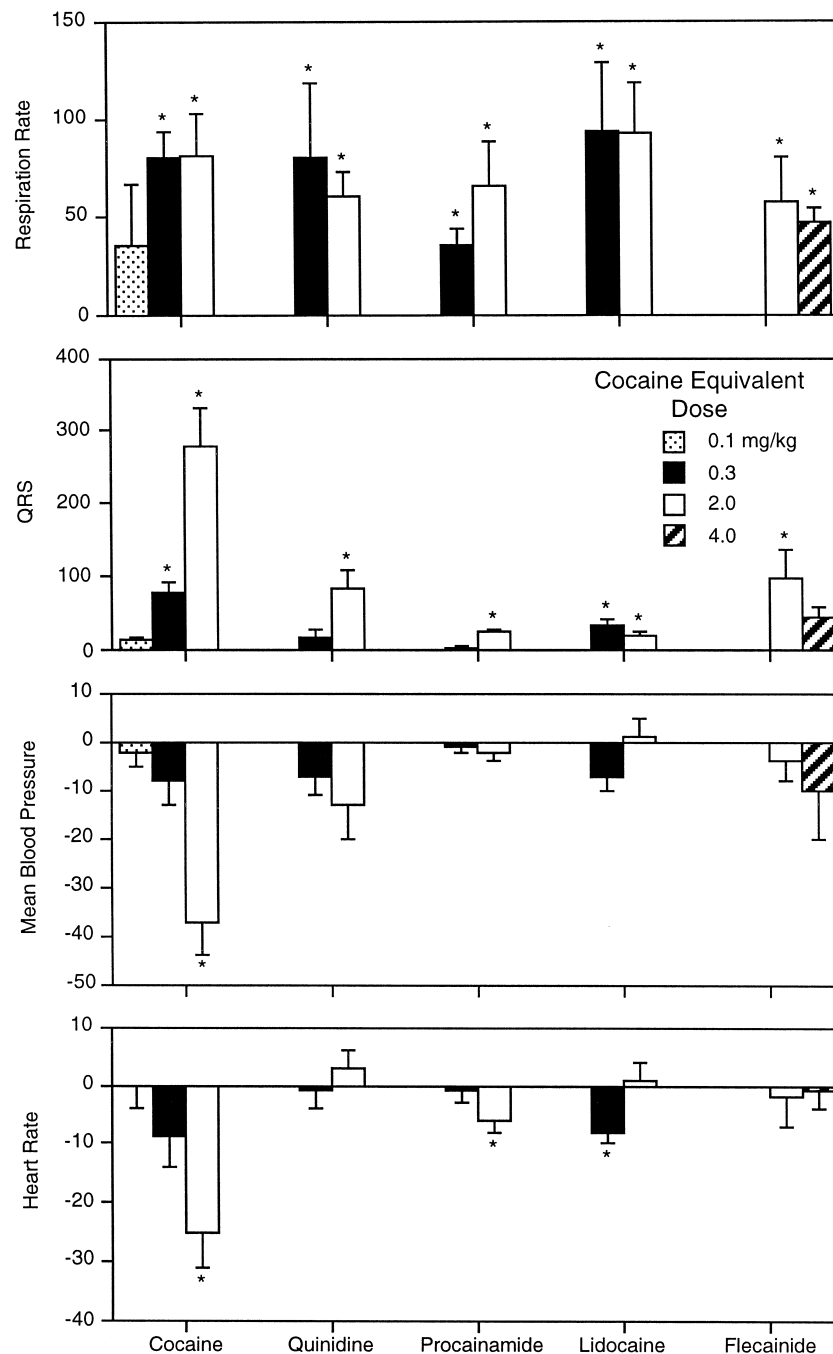 150
100
50
0
Respiration Rate
* * * * * * * * * *
400
300
200
100
0
QRS
Cocaine Equivalent
Dose
0.1 mg/kg
0.3
2.0
4.0
* * * * * * *
10
0
-10
-20
-30
-40
-50
Mean Blood Pressure
*
10
0
-10
-20
-30
-40
Heart Rate
* * *
Cocaine Quinidine Procainamide Lidocaine Flecainide